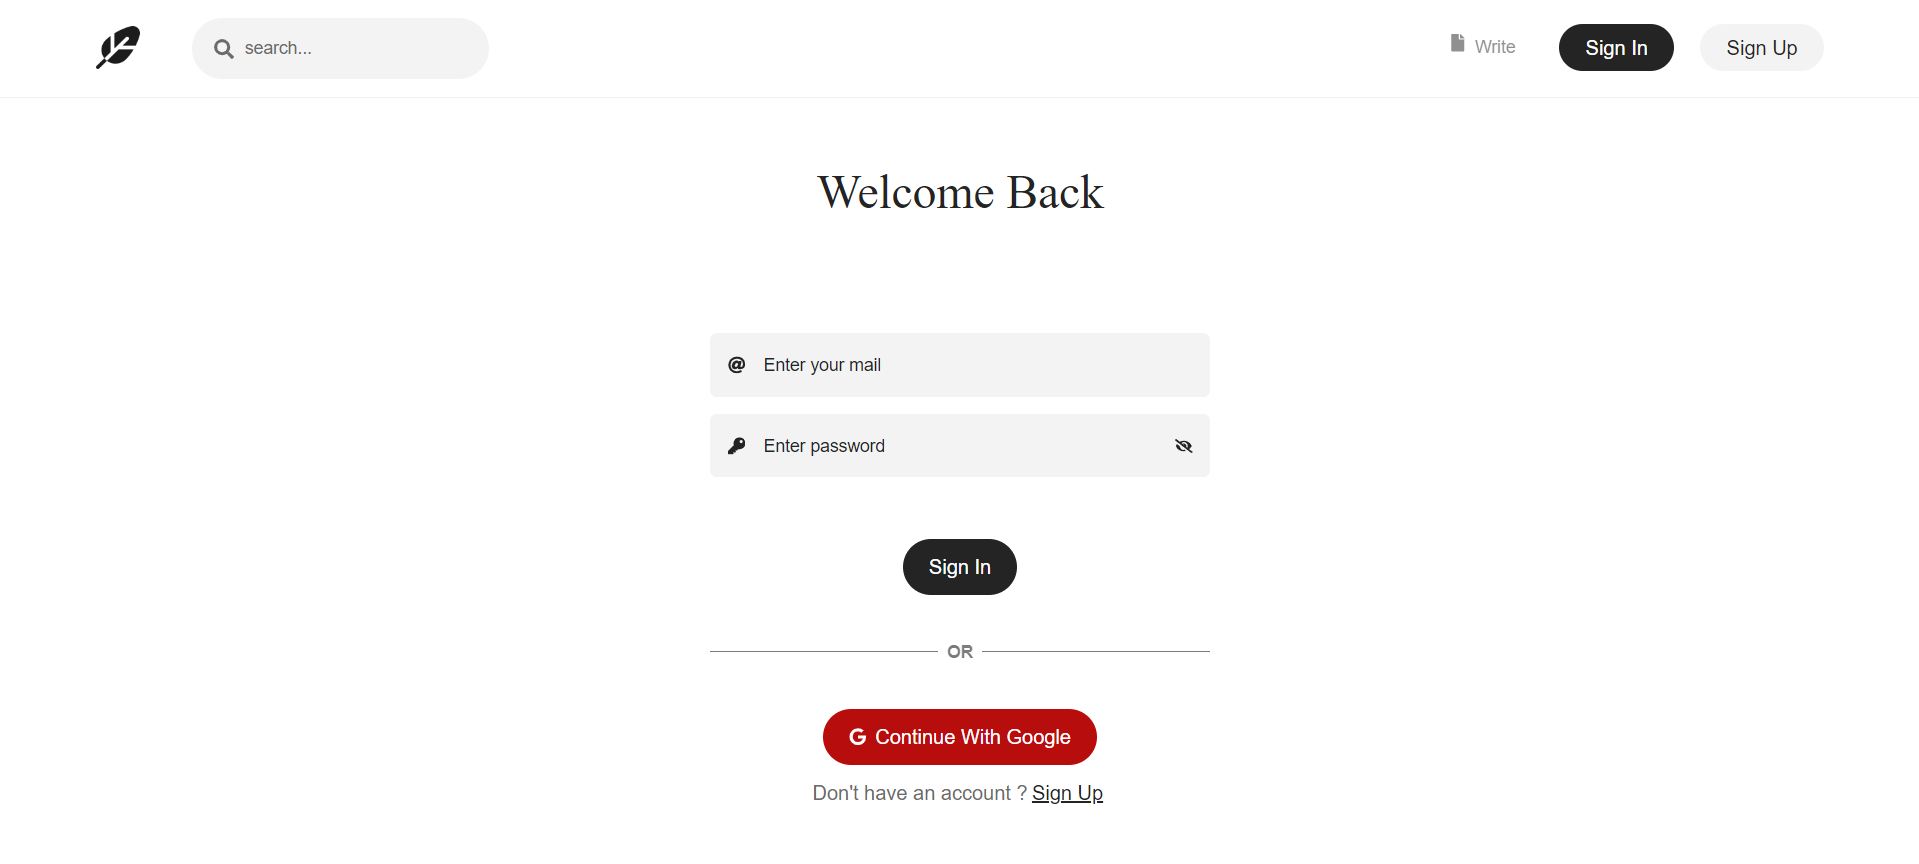 search...
Write
Sign In
Sign Up
Welcome Back
Enter your mail
Enter password
Sign In
OR
Continue With Google
Don't have an account ? Sign Up